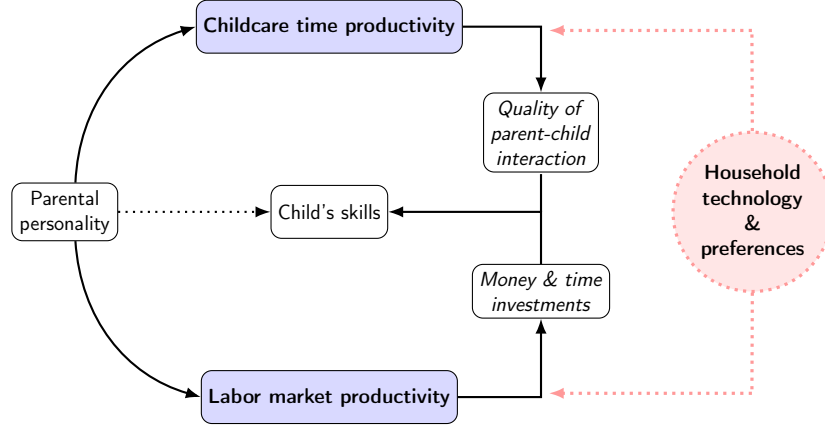 Childcare time productivity
Quality of
parent-child
interaction
Household
technology
&
preferences
Parental
personality
Child's skills
Money & time
investments
Labor market productivity